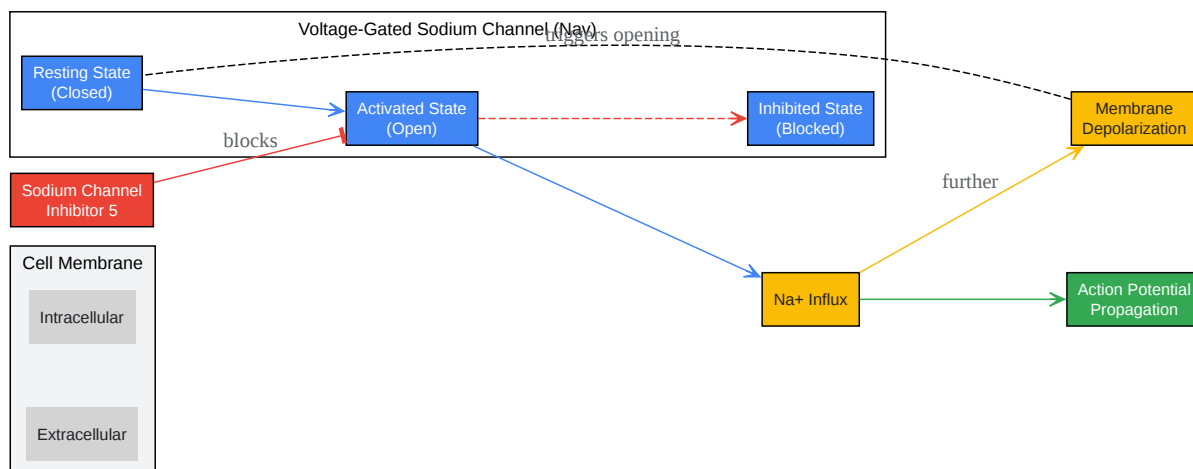 Voltage-Gated Sodium Channel (Nav)
triggers opening
Resting State
(Closed)
Activated State
(Open)
Inhibited State
(Blocked)
Membrane
Depolarization
blocks
Sodium Channel
Inhibitor 5
further
Cell Membrane
Intracellular
Extracellular
Na+ Influx
Action Potential
Propagation